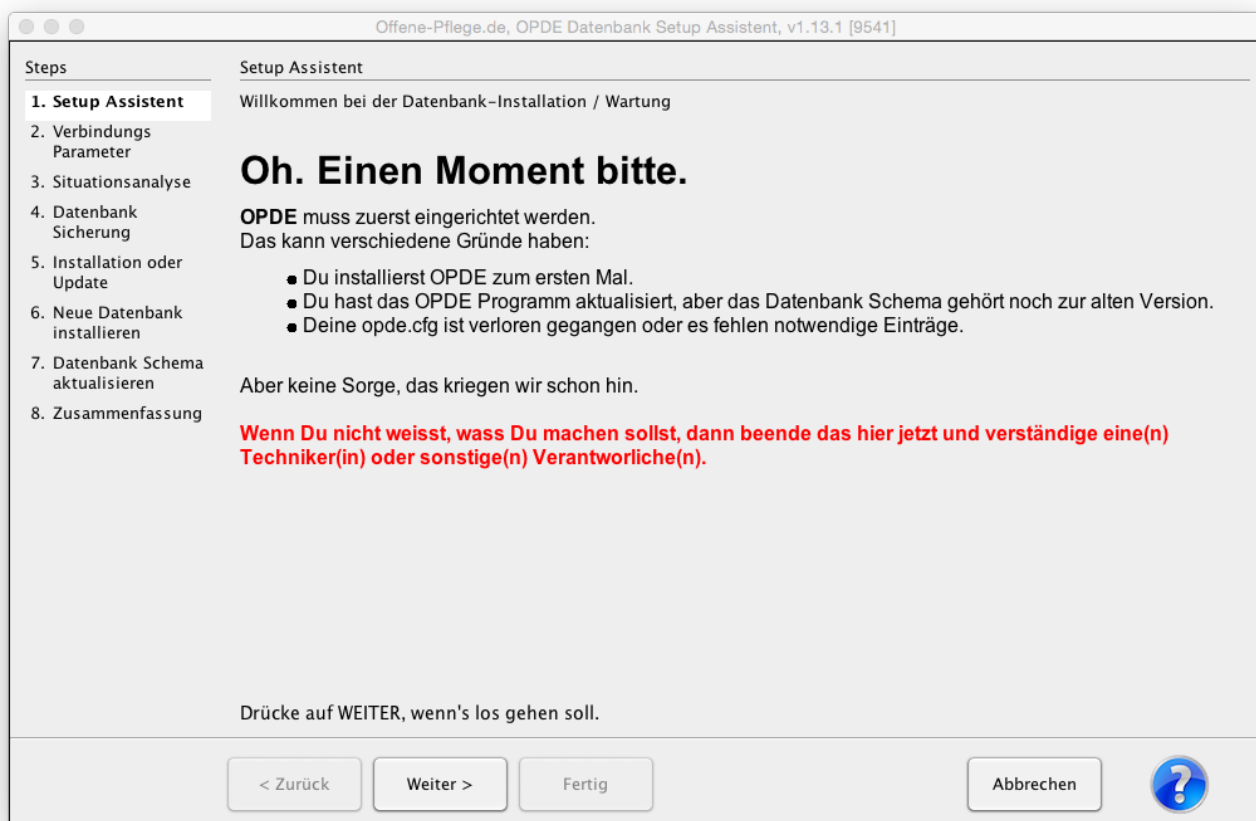 Offene-Pflege.de, OPDE Datenbank Setup Assistent, v1.13.1 [9541]
Steps
1. Setup Assistent
2. Verbindungs
Parameter
3. Situationsanalyse
4. Datenbank
Sicherung
5. Installation oder
Update
6. Neue Datenbank
installieren
7. Datenbank Schema
aktualisieren
8. Zusammenfassung
Setup Assistent
Willkommen bei der Datenbank-Installation / Wartung
Oh. Einen Moment bitte.
OPDE muss zuerst eingerichtet werden.
Das kann verschiedene Gründe haben:
• Du installierst OPDE zum ersten Mal.
• Du hast das OPDE Programm aktualisiert, aber das Datenbank Schema gehört noch zur alten Version.
• Deine opde.cfg ist verloren gegangen oder es fehlen notwendige Einträge.
Aber keine Sorge, das kriegen wir schon hin.
Wenn Du nicht weisst, wass Du machen sollst, dann beende das hier jetzt und verständige eine(n)
Techniker(in) oder sonstige(n) Verantworliche(n).
Drücke auf WEITER, wenn's los gehen soll.
< Zurück
Weiter >
Fertig
Abbrechen
?